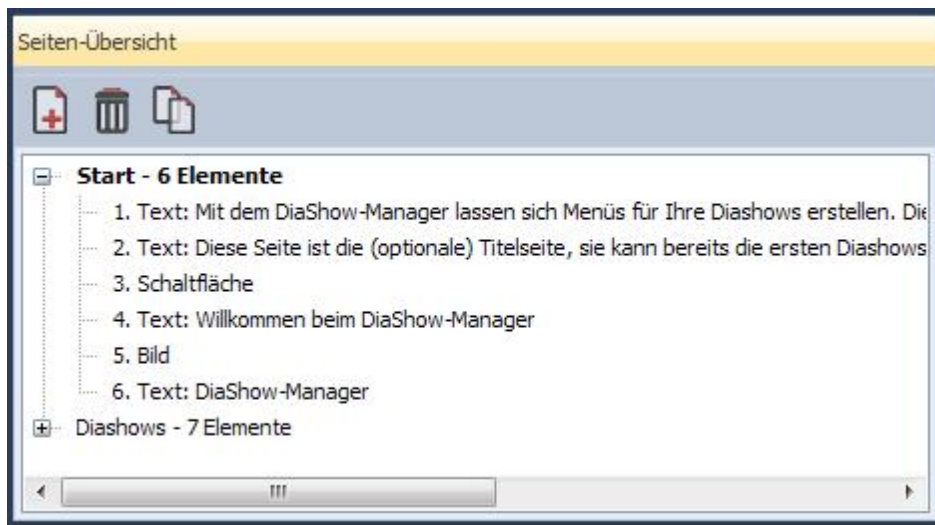 Seiten-Übersicht
Start - 6 Elemente
1. Text: Mit dem DiaShow-Manager lassen sich Menüs für Ihre Diashows erstellen. Die
2. Text: Diese Seite ist die (optionale) Titelseite, sie kann bereits die ersten Diashows
3. Schaltfläche
4. Text: Willkommen beim DiaShow-Manager
5. Bild
6. Text: DiaShow-Manager
Diashows - 7 Elemente